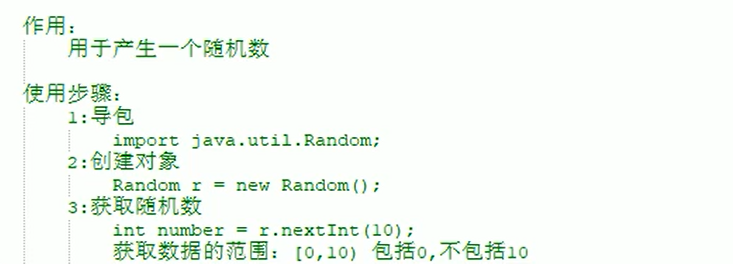 作用:
用于产生一个随机数
使用步骤:
1:导包
import java.util.Random;
2:创建对象
Random r = new Random();
3:获取随机数
int number = r.nextInt(10);
获取数据的范围: [0,10) 包括0,不包括10